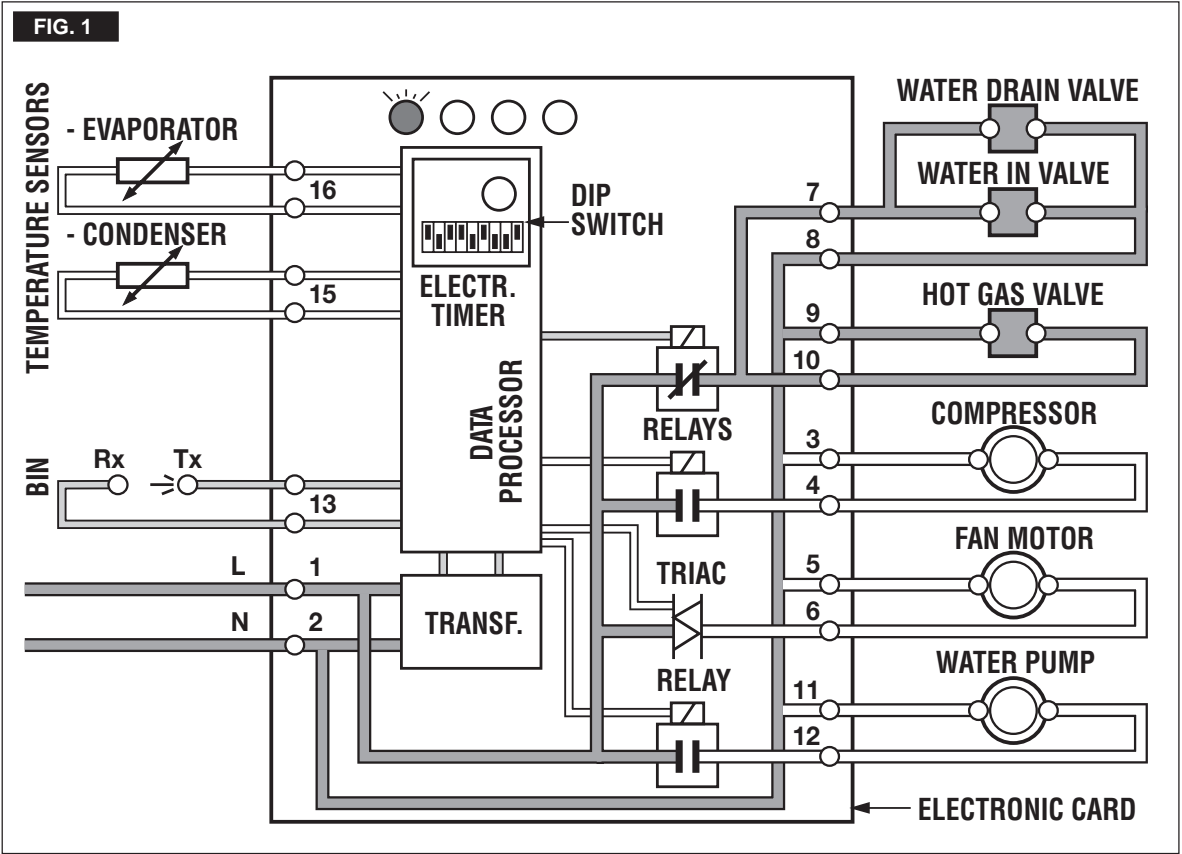 FIG. 1
TEMPERATURE SENSORS
- EVAPORATOR
16
- CONDENSER
15
BIN
Rx
Tx
13
L
1
N
2
DIP
SWITCH
ELECTR.
TIMER
DATA
PROCESSOR
TRANSF.
RELAYS
TRIAC
RELAY
WATER DRAIN VALVE
WATER IN VALVE
7
8
HOT GAS VALVE
9
10
COMPRESSOR
3
4
FAN MOTOR
5
6
WATER PUMP
11
12
ELECTRONIC CARD